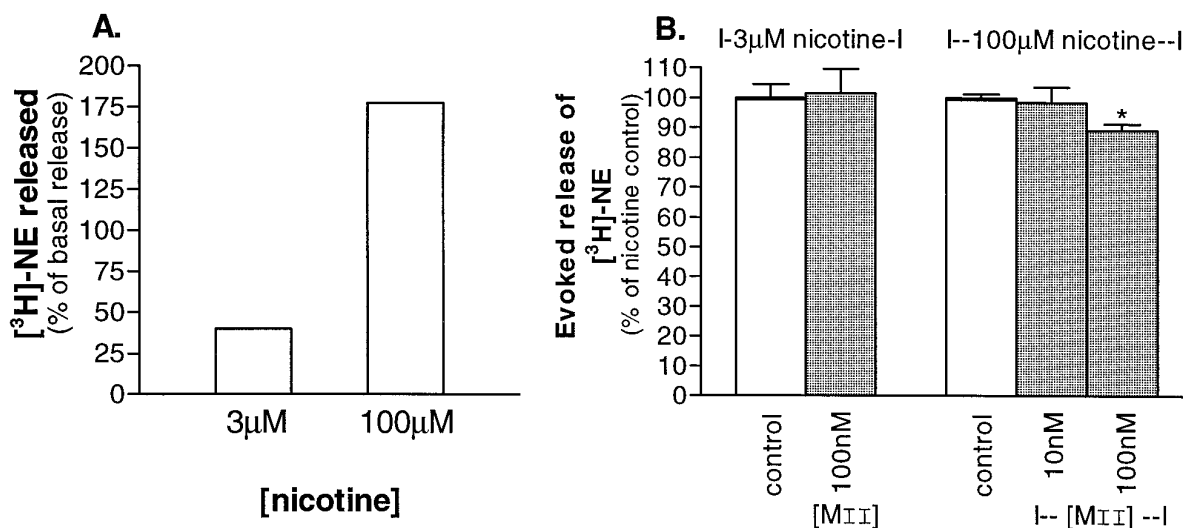 A.
[³H]-NE released
(% of basal release)
200
175
150
125
100
75
50
25
0
3μM
100μM
[nicotine]
B.
I-3μM nicotine-I
I--100μM nicotine--I
Evoked release of
[³H]-NE
(% of nicotine control)
110
100
90
80
70
60
50
40
30
20
10
0
*
control
100nM
control
10nM
100nM
[MII]
I-- [MII] --I